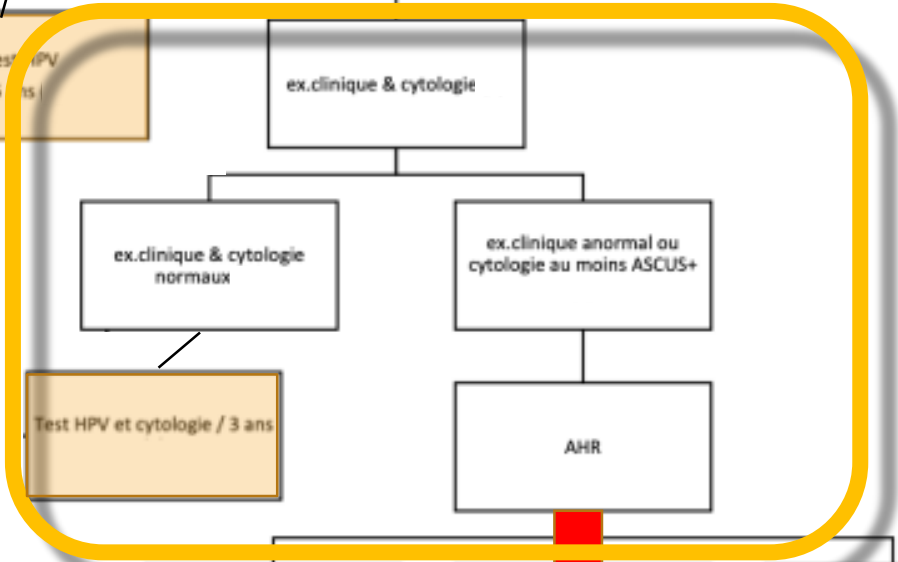 HPV
ex.clinique & cytologie
ex.clinique & cytologie
normaux
ex.clinique anormal ou
cytologie au moins ASCUS+
Test HPV et cytologie / 3 ans
AHR